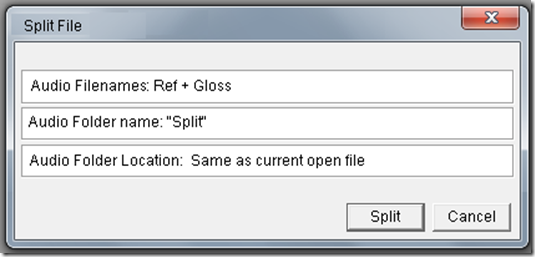 Split File
Audio Filenames: Ref + Gloss
Audio Folder name: "Split"
Audio Folder Location: Same as current open file
Split Cancel